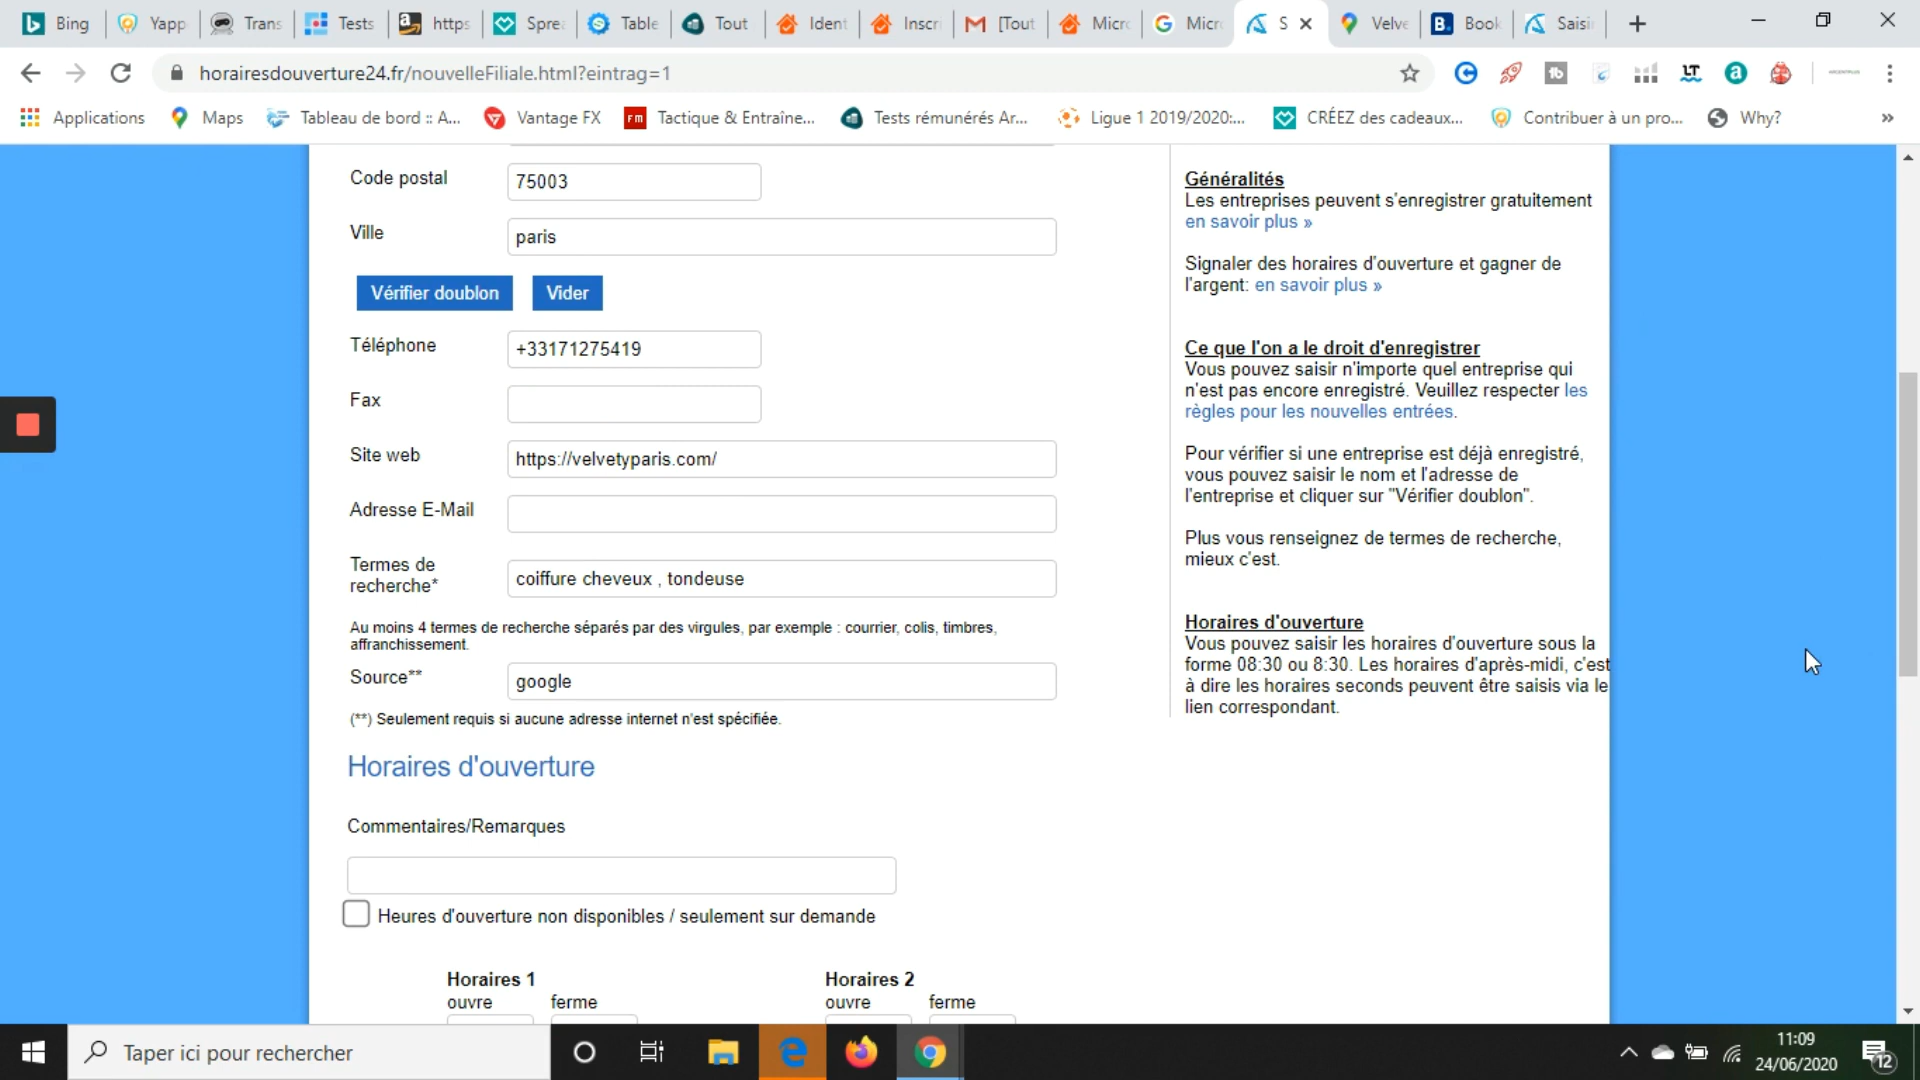 Bing
Yapp
Trans
Tests
https
Spre
Table
Tout
Ident
Inscri
[Tout
Micro
Micro
S
Velve
Book
Saisi
horairesdouverture24.fr/nouvelleFiliale.html?eintrag=1
Applications
Maps
Tableau de bord :: A...
Vantage FX
Tactique & Entraîne...
Tests rémunérés Ar...
Ligue 1 2019/2020:...
CRÉEZ des cadeaux...
Contribuer à un pro...
Why?
»
Code postal
75003
Ville
paris
Vérifier doublon
Vider
Téléphone
+33171275419
Fax
Site web
https://velvetyparis.com/
Adresse E-Mail
Termes de
recherche*
coiffure cheveux , tondeuse
Au moins 4 termes de recherche séparés par des virgules, par exemple : courrier, colis, timbres,
affranchissement.
Source**
google
(**) Seulement requis si aucune adresse internet n'est spécifiée.
Horaires d'ouverture
Commentaires/Remarques
Heures d'ouverture non disponibles / seulement sur demande
Horaires 1
Horaires 2
ouvre
ferme
ouvre
ferme
Généralités
Les entreprises peuvent s'enregistrer gratuitement
en savoir plus »
Signaler des horaires d'ouverture et gagner de
l'argent: en savoir plus »
Ce que l'on a le droit d'enregistrer
Vous pouvez saisir n'importe quel entreprise qui
n'est pas encore enregistré. Veuillez respecter les
règles pour les nouvelles entrées.
Pour vérifier si une entreprise est déjà enregistré,
vous pouvez saisir le nom et l'adresse de
l'entreprise et cliquer sur "Vérifier doublon".
Plus vous renseignez de termes de recherche,
mieux c'est.
Horaires d'ouverture
Vous pouvez saisir les horaires d'ouverture sous la
forme 08:30 ou 8:30. Les horaires d'après-midi, c'est
à dire les horaires seconds peuvent être saisis via le
lien correspondant.
Taper ici pour rechercher
11:09
24/06/2020
12